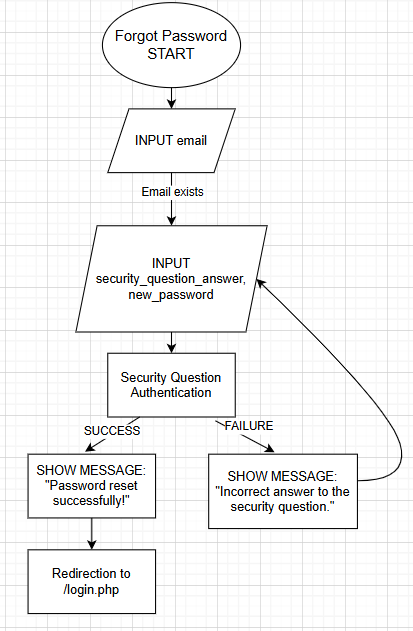 Forgot Password
START
INPUT email
Email exists
INPUT
security_question_answer,
new_password
Security Question
Authentication
SUCCESS
FAILURE
SHOW MESSAGE:
"Password reset
successfully!"
SHOW MESSAGE:
"Incorrect answer to the
security question."
Redirection to
/login.php